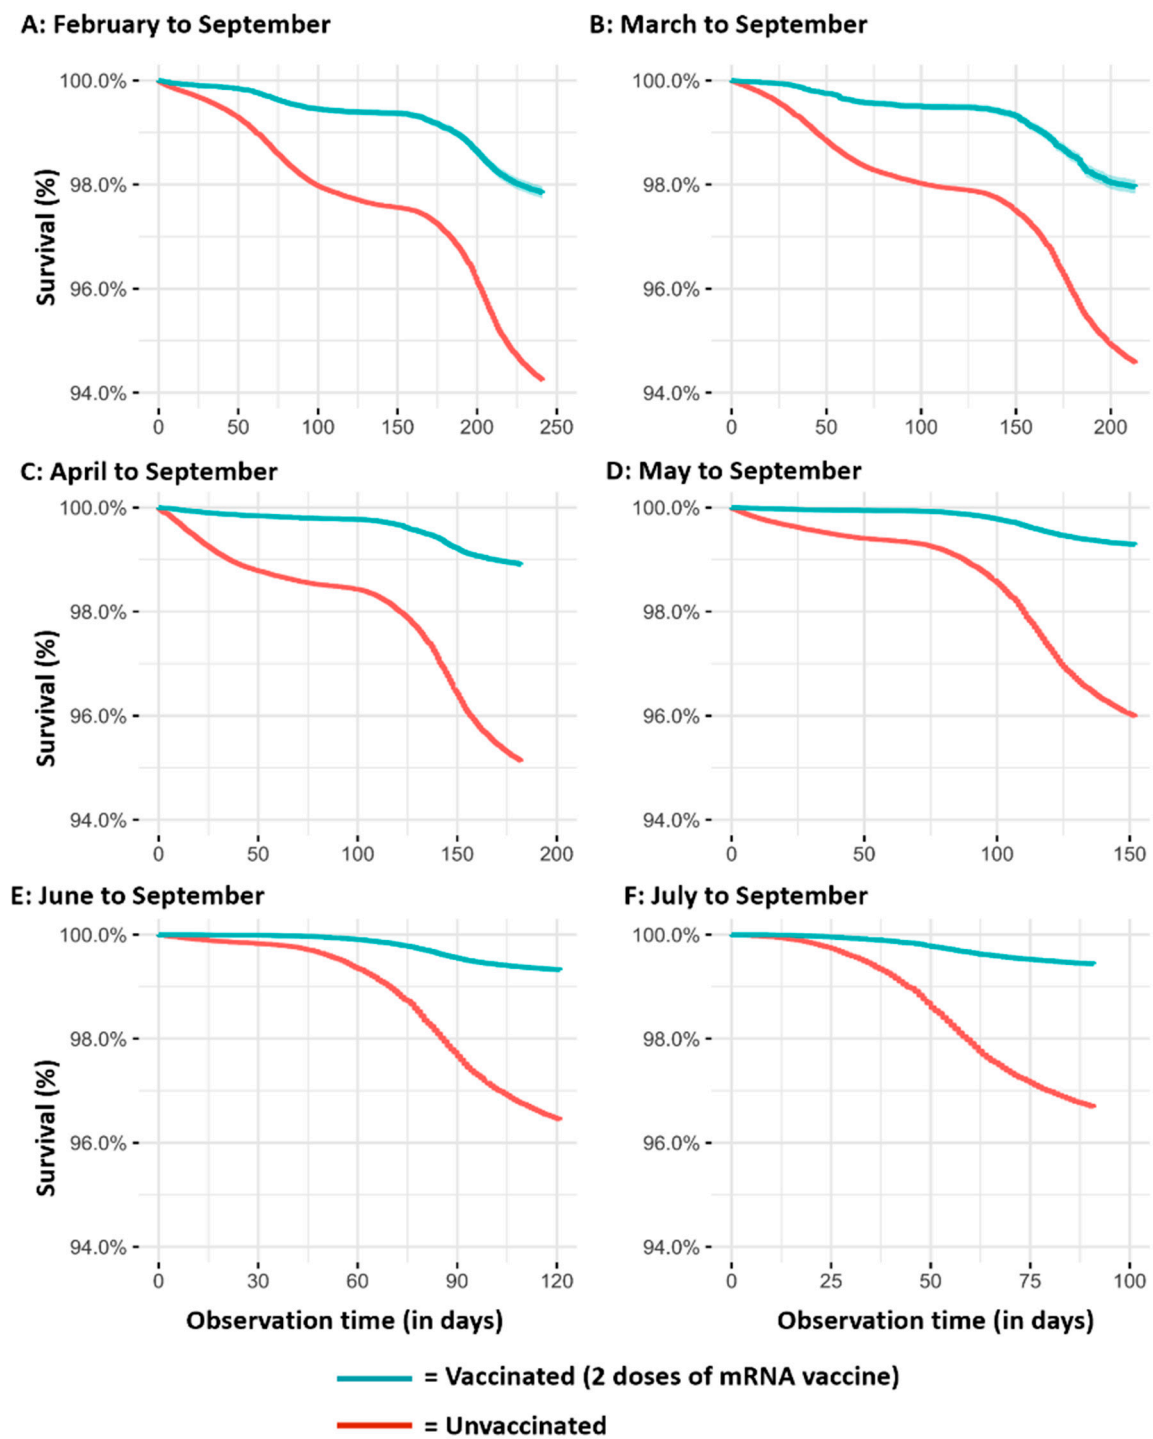 A: February to September
B: March to September
100.0%
98.0%
96.0%
94.0%
Survival (%)
0 50 100 150 200 250
100.0%
98.0%
96.0%
94.0%
0 50 100 150 200
C: April to September
D: May to September
100.0%
98.0%
96.0%
94.0%
Survival (%)
0 50 100 150 200
100.0%
98.0%
96.0%
94.0%
0 50 100 150
E: June to September
F: July to September
100.0%
98.0%
96.0%
94.0%
Survival (%)
0 30 60 90 120
Observation time (in days)
100.0%
98.0%
96.0%
94.0%
0 25 50 75 100
Observation time (in days)
= Vaccinated (2 doses of mRNA vaccine)
= Unvaccinated